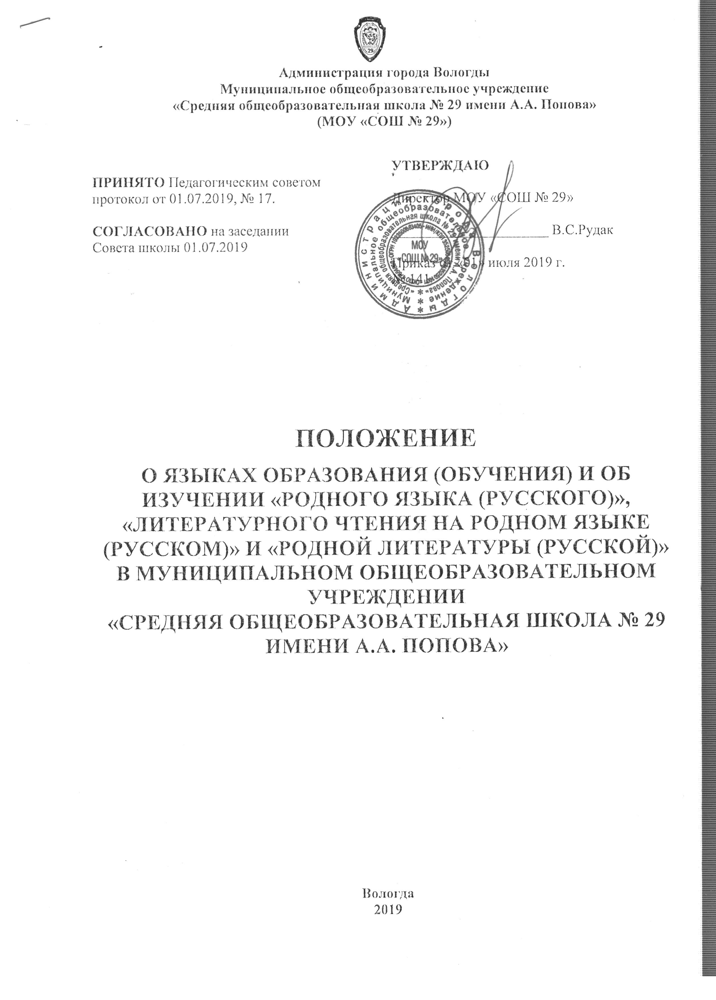 29
Администрация города Вологды
Муниципальное общеобразовательное учреждение
«Средняя общеобразовательная школа № 29 имени А.А. Попова»
(МОУ «СОШ № 29»)
ПРИНЯТО Педагогическим советом
протокол от 01.07.2019, № 17.
СОГЛАСОВАНО на заседании
Совета школы 01.07.2019
УТВЕРЖДАЮ
Директор МОУ «СОШ № 29»
В.С.Рудак
Приказ от «01» июля 2019 г.
№ 141
Администрация города Вологды
Муниципальное общеобразовательное учреждение
«Средняя общеобразовательная школа № 29 имени А.А. Попова»
МОУ
«СОШ № 29»
ПОЛОЖЕНИЕ
О ЯЗЫКАХ ОБРАЗОВАНИЯ (ОБУЧЕНИЯ) И ОБ
ИЗУЧЕНИИ «РОДНОГО ЯЗЫКА (РУССКОГО)»,
«ЛИТЕРАТУРНОГО ЧТЕНИЯ НА РОДНОМ ЯЗЫКЕ
(РУССКОМ)» И «РОДНОЙ ЛИТЕРАТУРЫ (РУССКОЙ)»
В МУНИЦИПАЛЬНОМ ОБЩЕОБРАЗОВАТЕЛЬНОМ
УЧРЕЖДЕНИИ
«СРЕДНЯЯ ОБЩЕОБРАЗОВАТЕЛЬНАЯ ШКОЛА № 29
ИМЕНИ А.А. ПОПОВА»
Вологда
2019